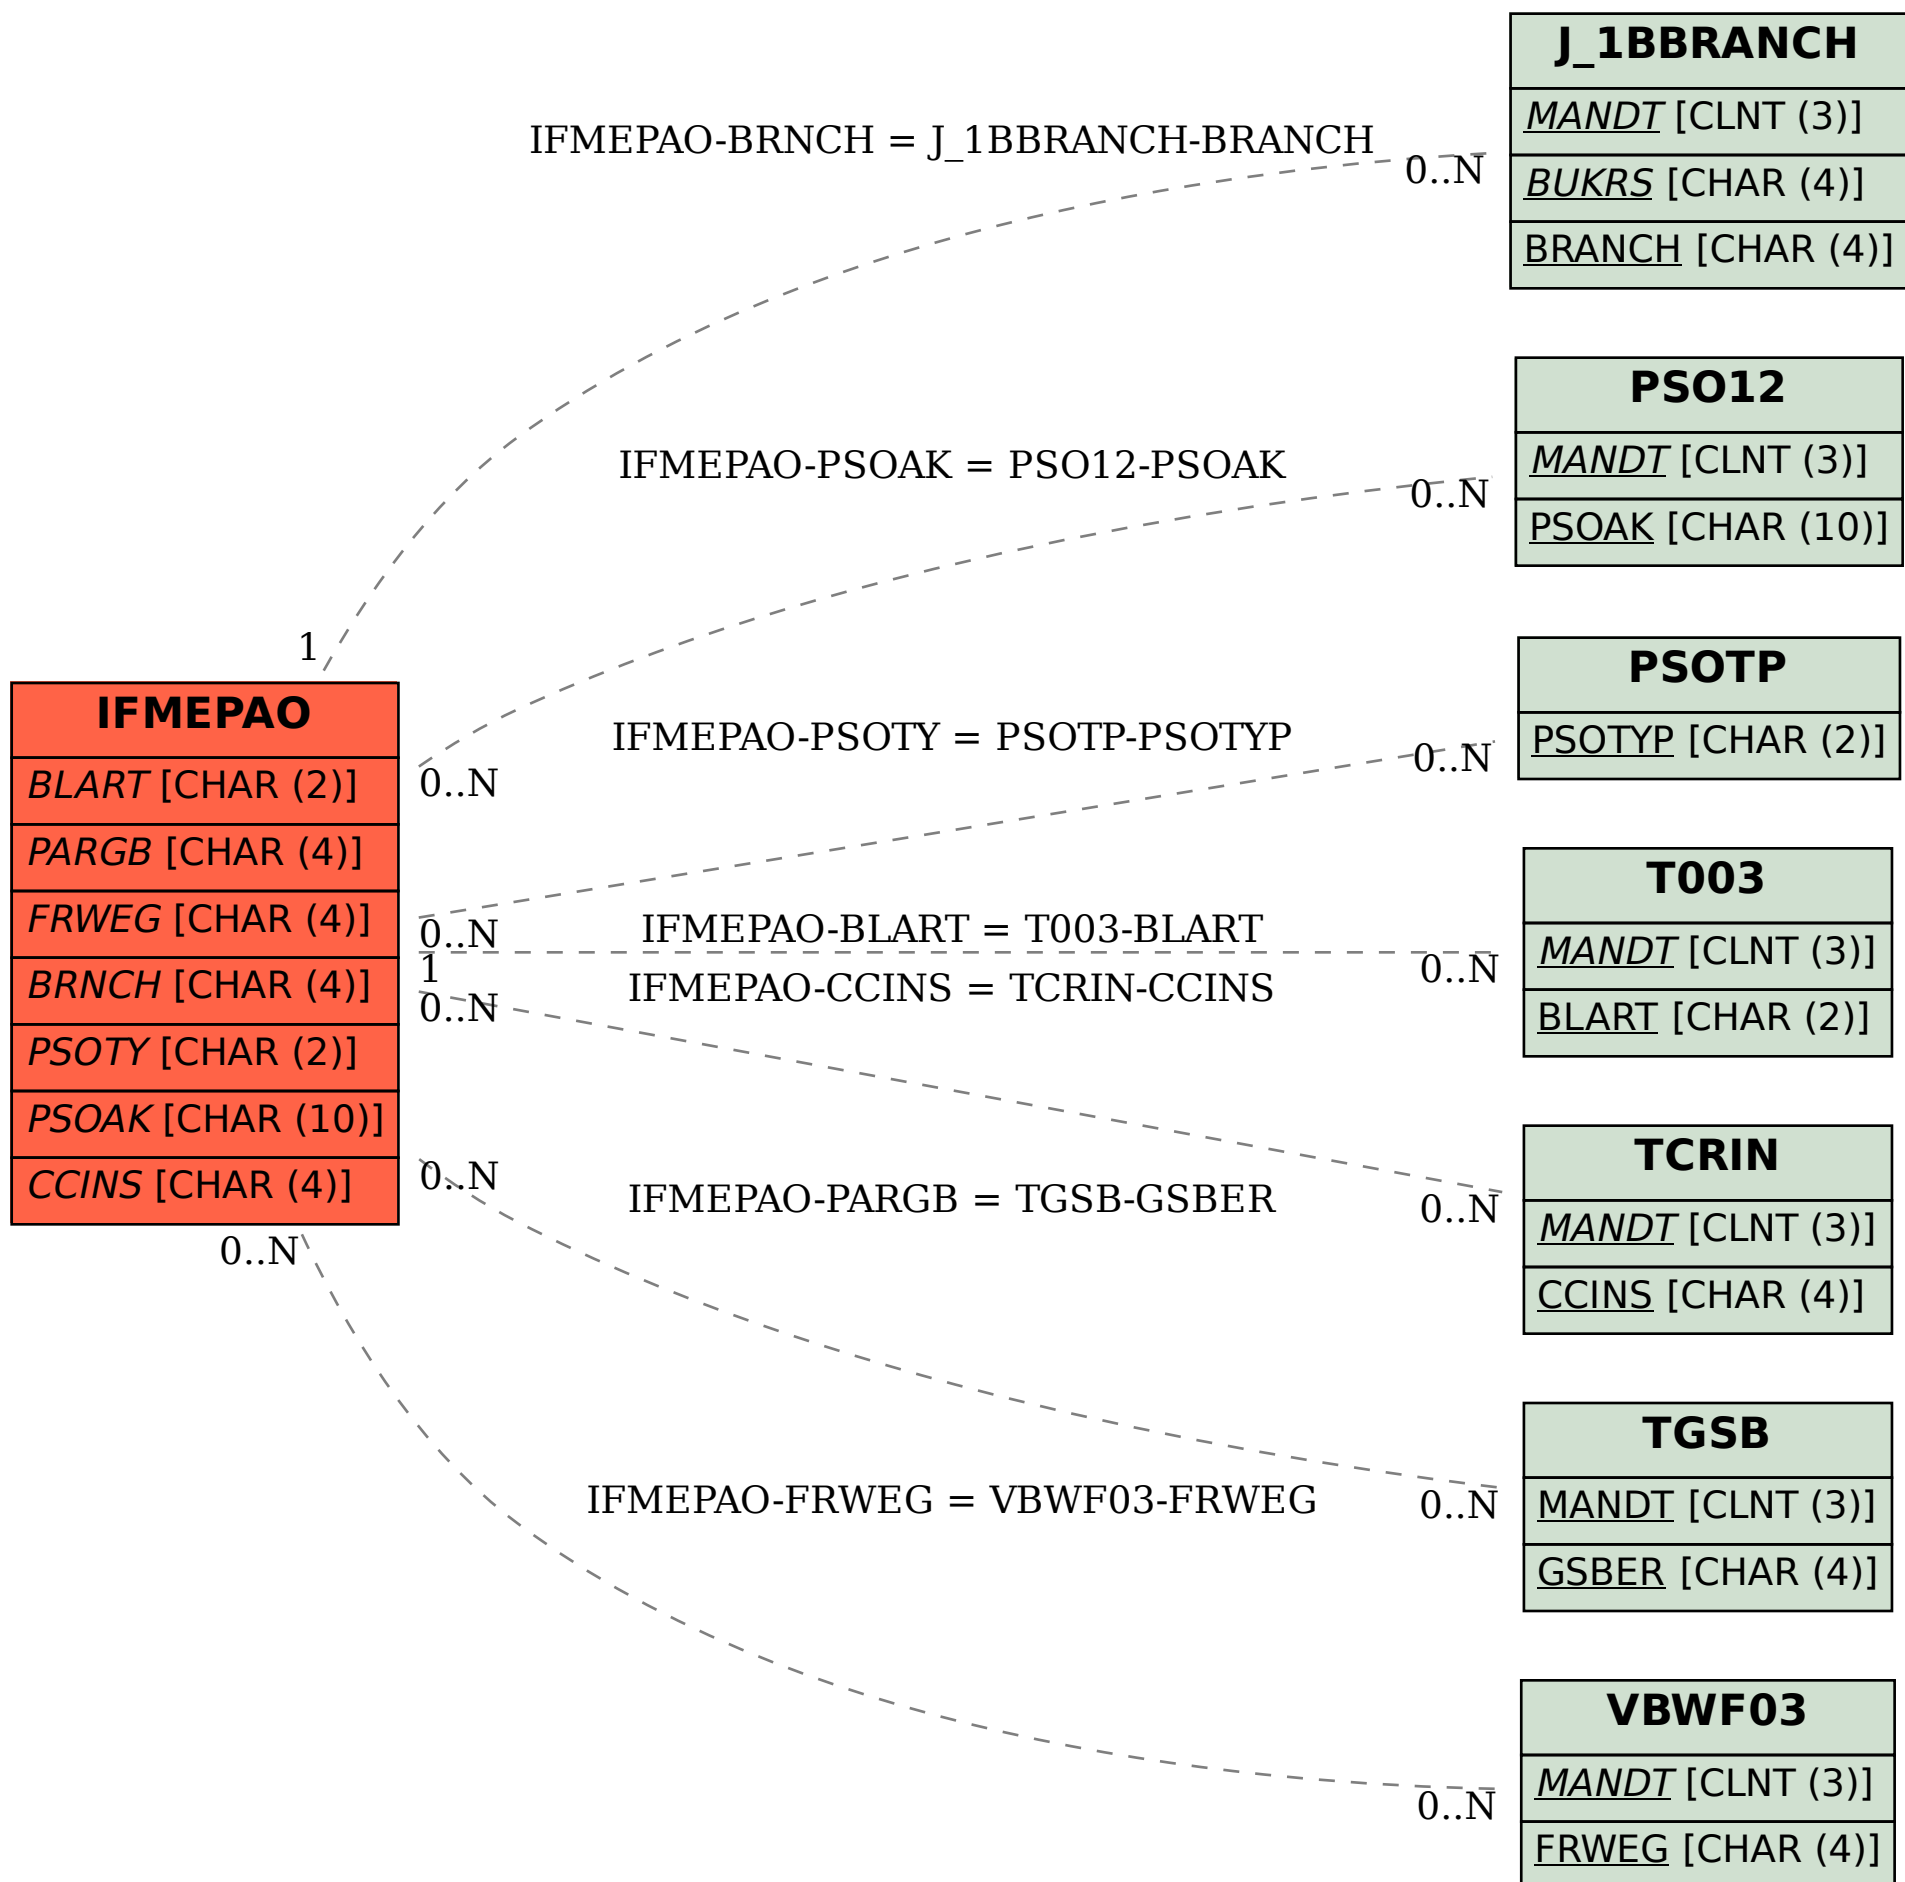 J_1BBRANCH
MANDT [CLNT (3)]
BUKRS [CHAR (4)]
BRANCH [CHAR (4)]
IFMEPAO-BRNCH = J_1BBRANCH-BRANCH
0..N
1
PSO12
MANDT [CLNT (3)]
PSOAK [CHAR (10)]
IFMEPAO-PSOAK = PSO12-PSOAK
0..N
0..N
IFMEPAO
BLART [CHAR (2)]
PARGB [CHAR (4)]
FRWEG [CHAR (4)]
BRNCH [CHAR (4)]
PSOTY [CHAR (2)]
PSOAK [CHAR (10)]
CCINS [CHAR (4)]
PSOTP
PSOTYP [CHAR (2)]
IFMEPAO-PSOTY = PSOTP-PSOTYP
0..N
0..N
T003
MANDT [CLNT (3)]
BLART [CHAR (2)]
IFMEPAO-BLART = T003-BLART
1
0..N
IFMEPAO-CCINS = TCRIN-CCINS
0..N
0..N
TCRIN
MANDT [CLNT (3)]
CCINS [CHAR (4)]
IFMEPAO-PARGB = TGSB-GSBER
0..N
0..N
TGSB
MANDT [CLNT (3)]
GSBER [CHAR (4)]
IFMEPAO-FRWEG = VBWF03-FRWEG
0..N
0..N
VBWF03
MANDT [CLNT (3)]
FRWEG [CHAR (4)]